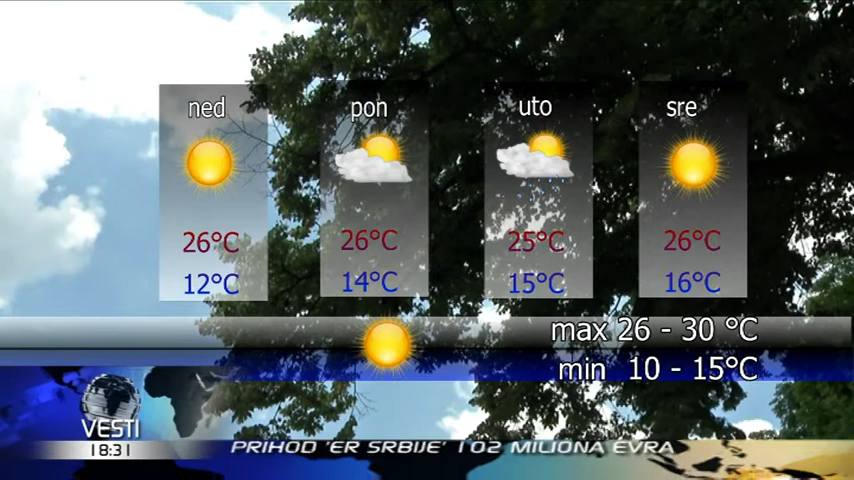 ned
pon
uto
sre
26°C
26°C
25°C
26°C
12°C
14°C
15°C
16°C
max 26 - 30 °C
min 10 - 15°C
VESTI
18:31
PRIHOD 'ER SRBIJE' 102 MILIONA EVRA